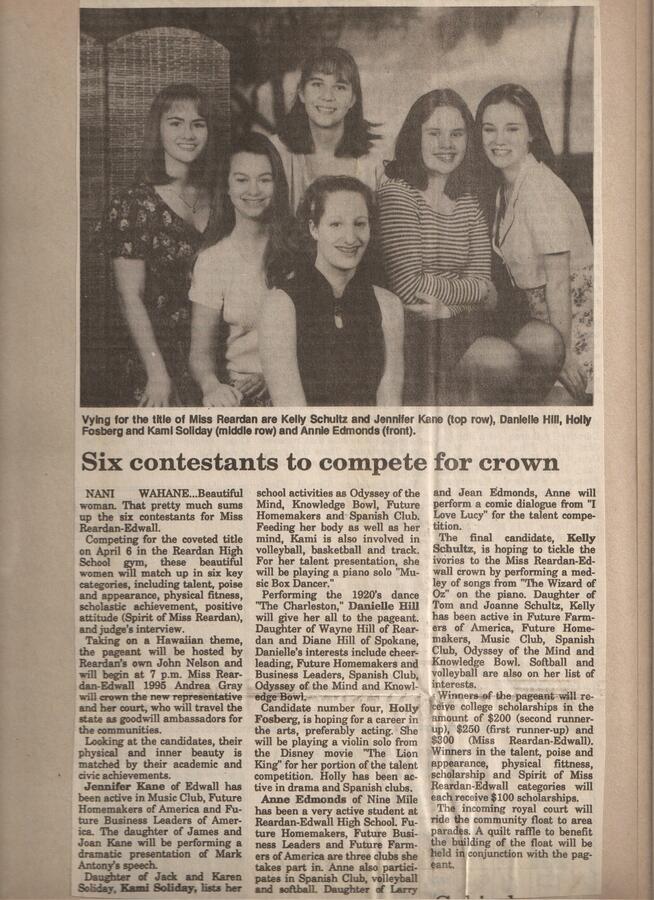 Vying for the title of Miss Reardan are Kelly Schultz and Jennifer Kane (top row), Danielle Hill, Holly
Fosberg and Kami Soliday (middle row) and Annie Edmonds (front).
Six contestants to compete for crown
NANI WAHANE...Beautiful
woman. That pretty much sums
up the six contestants for Miss
Reardan-Edwall.
Competing for the coveted title
on April 6 in the Reardan High
School gym, these beautiful
women will match up in six key
categories, including talent, poise
and appearance, physical fitness,
scholastic achievement, positive
attitude (Spirit of Miss Reardan),
and judge's interview.
Taking on a Hawaiian theme,
the pageant will be hosted by
Reardan's own John Nelson and
will begin at 7 p.m. Miss Rear-
dan-Edwall 1995 Andrea Gray
will crown the new representative
and her court, who will travel the
state as goodwill ambassadors for
the communities.
Looking at the candidates, their
physical and inner beauty is
matched by their academic and
civic achievements.
Jennifer Kane of Edwall has
been active in Music Club, Future
Homemakers of America and Fu-
ture Business Leaders of Amer-
ica. The daughter of James and
Joan Kane will be performing a
dramatic presentation of Mark
Antony's speech.
Daughter of Jack and Karen
Soliday, Kami Soliday, lists her
school activities as Odyssey of the
Mind, Knowledge Bowl, Future
Homemakers and Spanish Club.
Feeding her body as well as her
mind, Kami is also involved in
volleyball, basketball and track.
For her talent presentation, she
will be playing a piano solo "Mu-
sic Box Dancer."
Performing the 1920's dance
"The Charleston," Danielle Hill
will give her all to the pageant.
Daughter of Wayne Hill of Rear-
dan and Diane Hill of Spokane,
Danielle's interests include cheer-
leading, Future Homemakers and
Business Leaders, Spanish Club,
Odyssey of the Mind and Knowl-
edge Bowl.
Candidate number four, Holly
Fosberg, is hoping for a career in
the arts, preferably acting. She
will be playing a violin solo from
the Disney movie "The Lion
King" for her portion of the talent
competition. Holly has been ac-
tive in drama and Spanish clubs.
Anne Edmonds of Nine Mile
has been a very active student at
Reardan-Edwall High School. Fu-
ture Homemakers, Future Busi-
ness Leaders and Future Farm-
ers of America are three clubs she
takes part in. Anne also partici-
pates in Spanish Club, volleyball
and softball. Daughter of Larry
and Jean Edmonds, Anne will
perform a comic dialogue from "I
Love Lucy" for the talent compe-
tition.
The final candidate, Kelly
Schultz, is hoping to tickle the
ivories to the Miss Reardan-Ed-
wall crown by performing a med-
ley of songs from "The Wizard of
Oz" on the piano. Daughter of
Tom and Joanne Schultz, Kelly
has been active in Future Farm-
ers of America, Future Home-
makers, Music Club, Spanish
Club, Odyssey of the Mind and
Knowledge Bowl. Softball and
volleyball are also on her list of
interests.
Winners of the pageant will re-
ceive college scholarships in the
amount of $200 (second runner-
up), $250 (first runner-up) and
$300 (Miss Reardan-Edwall).
Winners in the talent, poise and
appearance, physical fittness,
scholarship and Spirit of Miss
Reardan-Edwall categories will
each receive $100 scholarships.
The incoming royal court will
ride the community float to area
parades. A quilt raffle to benefit
the building of the float will be
held in conjunction with the pag-
eant.